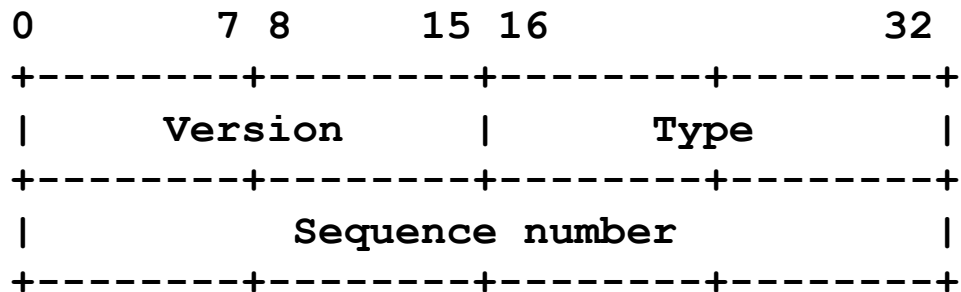 0       7 8      15 16               32
+--------+--------+--------+--------+
|     Version     |      Type       |
+--------+--------+--------+--------+
|          Sequence number          |
+--------+--------+--------+--------+